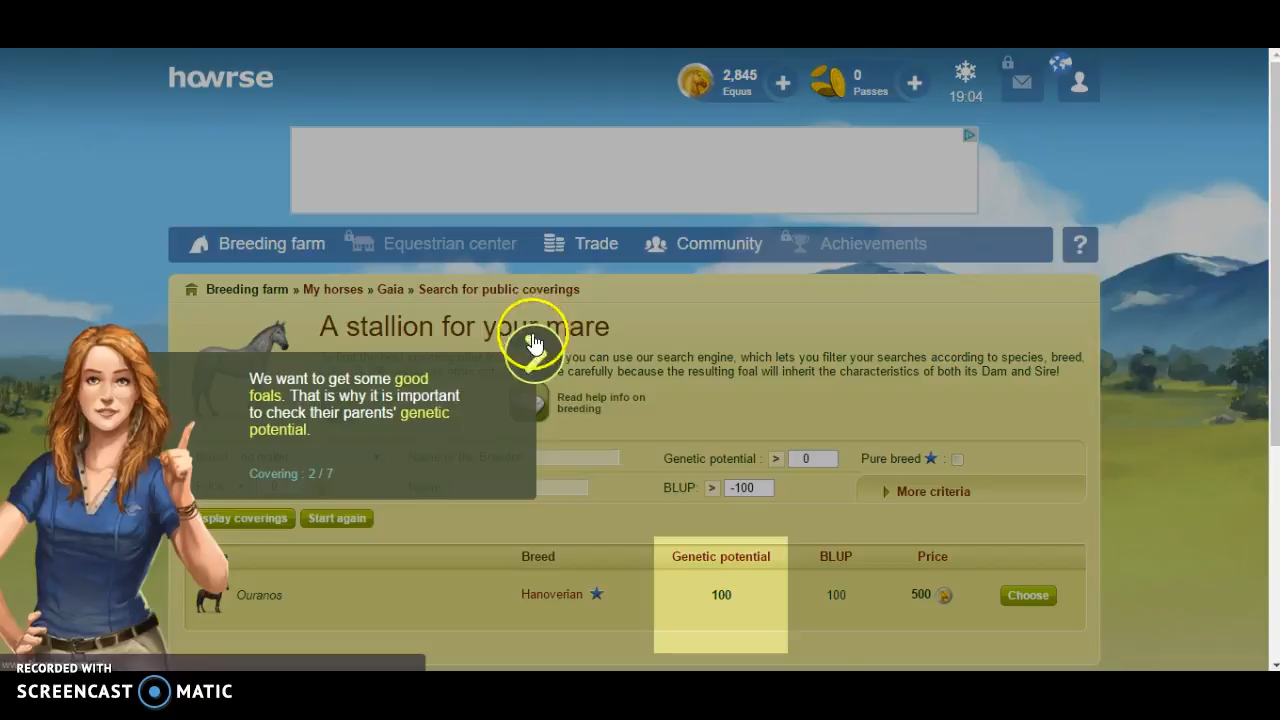 howrse
2,845
Equus
0
Passes
19:04
Breeding farm
Equestrian center
Trade
Community
Achievements
?
Breeding farm » My horses » Gaia » Search for public coverings
A stallion for your mare
you can use our search engine, which lets you filter your searches according to species, breed.
carefully because the resulting foal will inherit the characteristics of both its Dam and Sire!
Read help info on
breeding
We want to get some good
foals. That is why it is important
to check their parents' genetic
potential.
Covering : 2 / 7
Genetic potential : > 0
Pure breed :
BLUP: > -100
More criteria
coverings
Start again
Breed
Genetic potential
BLUP
Price
Ouranos
Hanoverian
100
100
500
Choose
RECORDED WITH
SCREENCAST MATIC